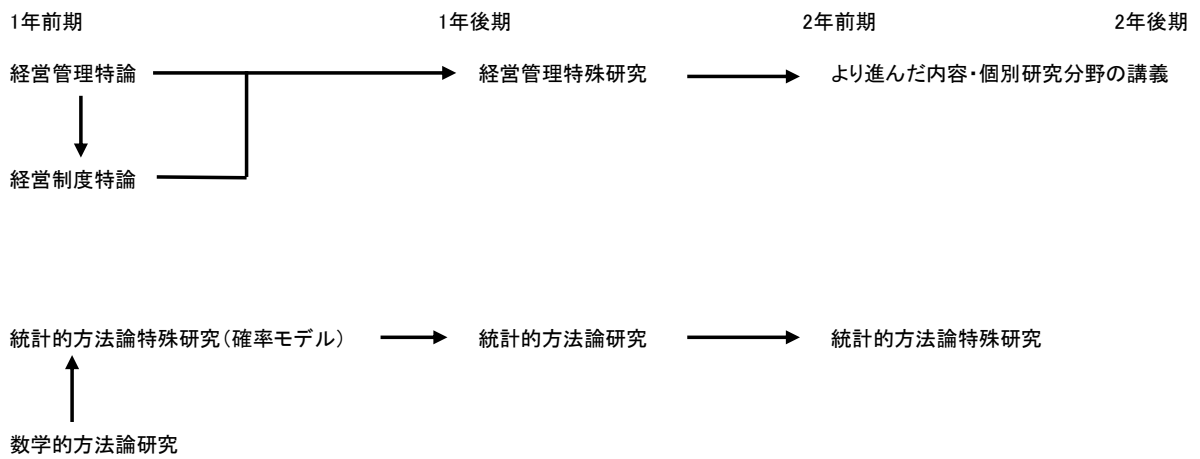 1年前期 1年後期 2年前期 2年後期
経営管理特論 経営管理特殊研究 より進んだ内容・個別研究分野の講義
経営制度特論
統計的方法論特殊研究（確率モデル） 統計的方法論研究 統計的方法論特殊研究
数学的方法論研究